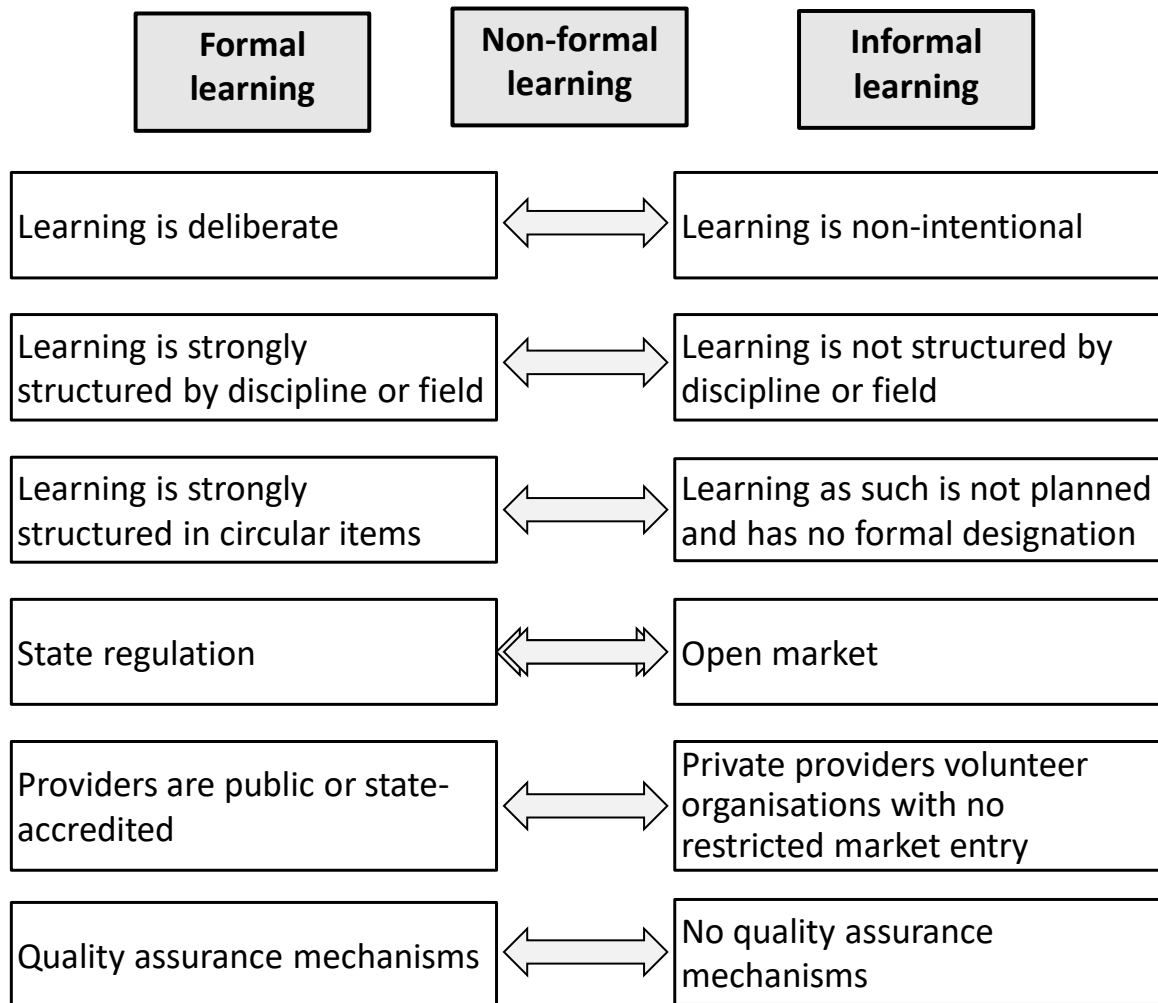 Formal
learning
Non-formal
learning
Informal
learning
Learning is deliberate
Learning is non-intentional
Learning is strongly
structured by discipline or field
Learning is not structured by
discipline or field
Learning is strongly
structured in circular items
Learning as such is not planned
and has no formal designation
State regulation
Open market
Providers are public or state-
accredited
Private providers volunteer
organisations with no
restricted market entry
Quality assurance mechanisms
No quality assurance
mechanisms